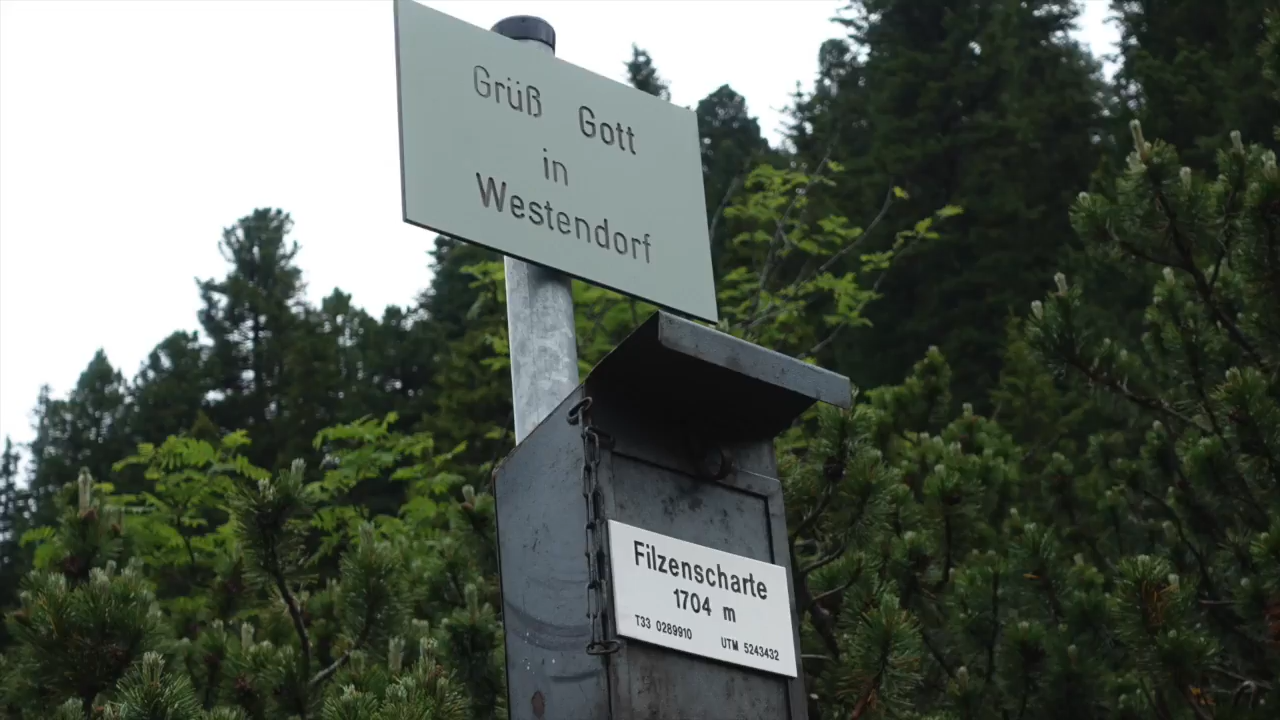 Grüß Gott
in
Westendorf
Filzenscharte
1704 m
T33 0289910 UTM 5243432